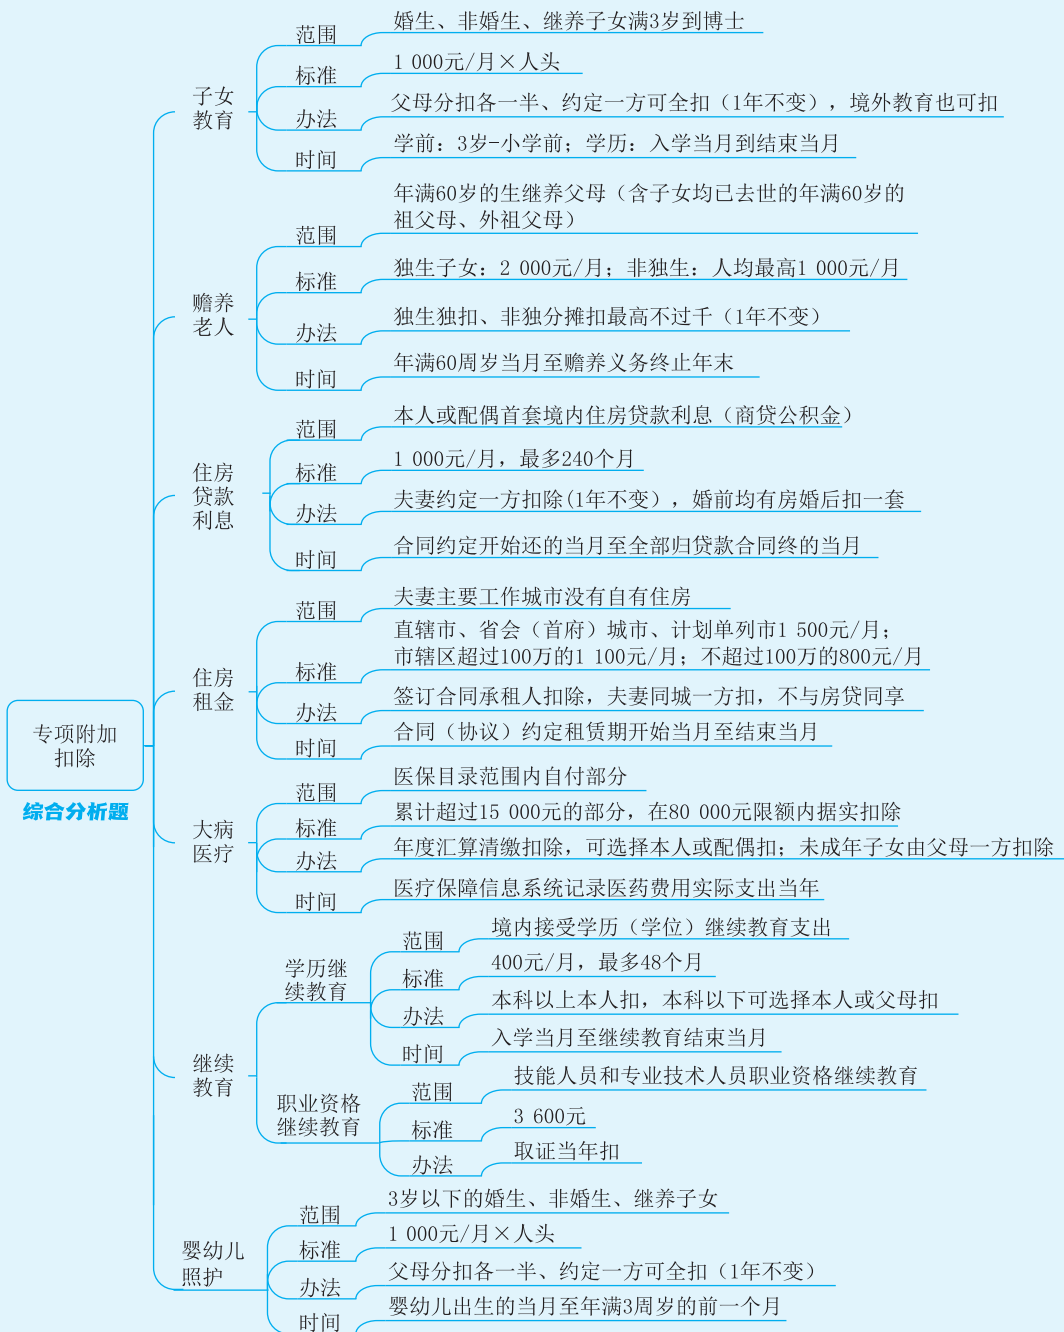 专项附加
扣除
综合分析题
子女
教育
范围
婚生、非婚生、继养子女满3岁到博士
标准
1 000元/月×人头
办法
父母分扣各一半、约定一方可全扣（1年不变），境外教育也可扣
时间
学前：3岁-小学前；学历：入学当月到结束当月
赡养
老人
范围
年满60岁的生继养父母（含子女均已去世的年满60岁的
祖父母、外祖父母）
标准
独生子女：2 000元/月；非独生：人均最高1 000元/月
办法
独生独扣、非独分摊扣最高不过千（1年不变）
时间
年满60周岁当月至赡养义务终止年末
住房
贷款
利息
范围
本人或配偶首套境内住房贷款利息（商贷公积金）
标准
1 000元/月，最多240个月
办法
夫妻约定一方扣除(1年不变），婚前均有房婚后扣一套
时间
合同约定开始还的当月至全部归贷款合同终的当月
住房
租金
范围
夫妻主要工作城市没有自有住房
标准
直辖市、省会（首府）城市、计划单列市1 500元/月；
市辖区超过100万的1 100元/月；不超过100万的800元/月
办法
签订合同承租人扣除，夫妻同城一方扣，不与房贷同享
时间
合同（协议）约定租赁期开始当月至结束当月
大病
医疗
范围
医保目录范围内自付部分
标准
累计超过15 000元的部分，在80 000元限额内据实扣除
办法
年度汇算清缴扣除，可选择本人或配偶扣；未成年子女由父母一方扣除
时间
医疗保障信息系统记录医药费用实际支出当年
继续
教育
学历继
续教育
范围
境内接受学历（学位）继续教育支出
标准
400元/月，最多48个月
办法
本科以上本人扣，本科以下可选择本人或父母扣
时间
入学当月至继续教育结束当月
职业资格
继续教育
范围
技能人员和专业技术人员职业资格继续教育
标准
3 600元
办法
取证当年扣
婴幼儿
照护
范围
3岁以下的婚生、非婚生、继养子女
标准
1 000元/月×人头
办法
父母分扣各一半、约定一方可全扣（1年不变）
时间
婴幼儿出生的当月至年满3周岁的前一个月